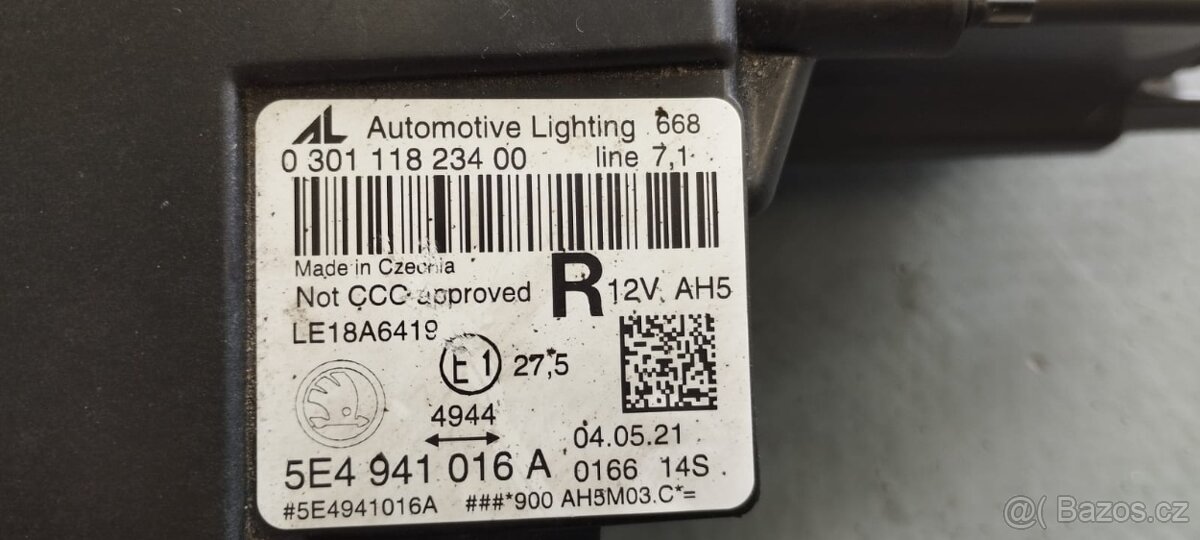 AL Automotive Lighting 668
0 301 118 234 00 line 7,1
Made in Czechia
Not CCC approved R 12V AH5
LE18A6419
E1 27,5
4944
04.05.21
5E4 941 016 A 0166 14S
#5E4941016A ###*900 AH5M03.C*=
@( Bazos.cz